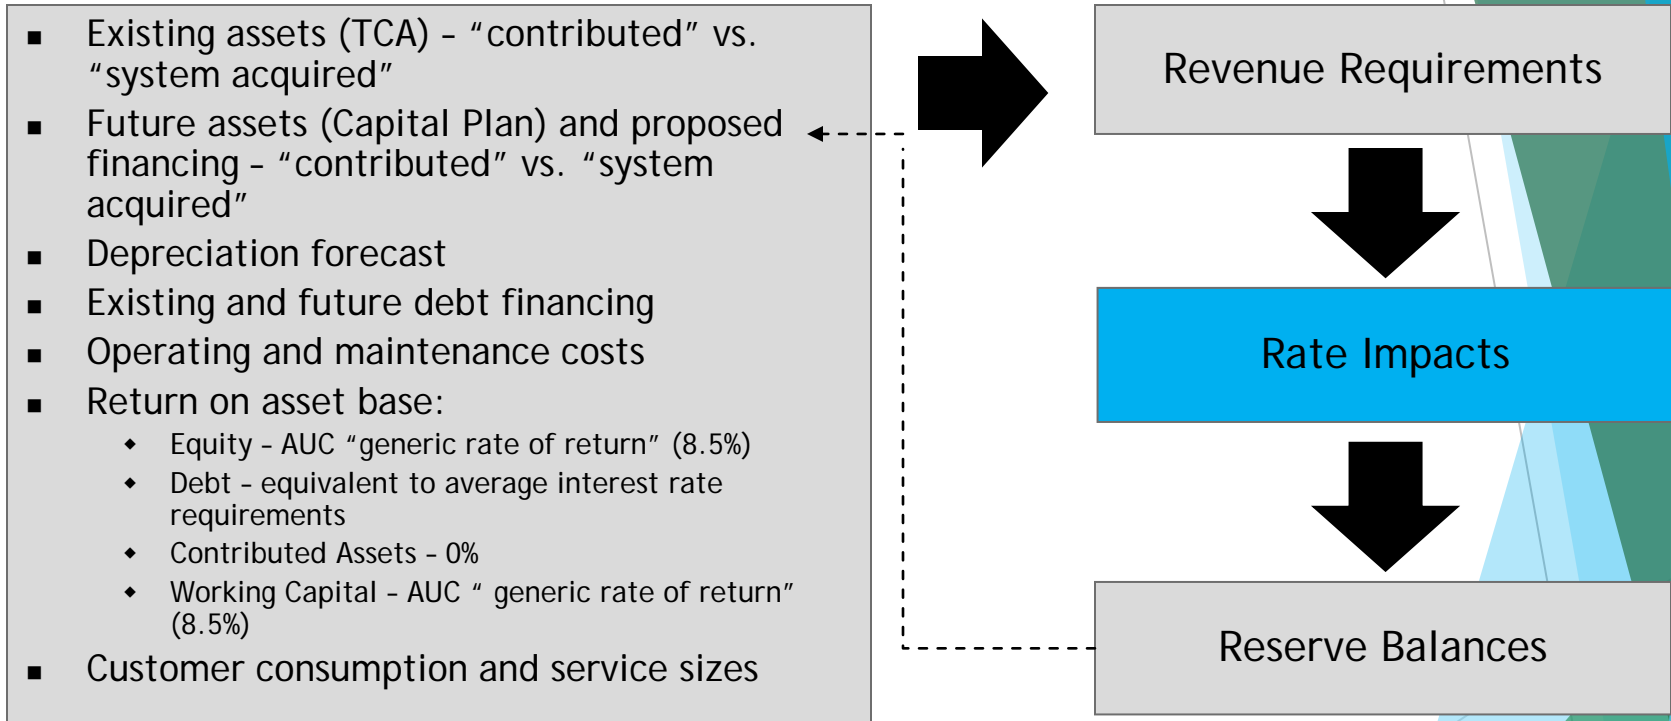 ▪ Existing assets (TCA) – “contributed” vs.
“system acquired”
▪ Future assets (Capital Plan) and proposed
financing – “contributed” vs. “system
acquired”
▪ Depreciation forecast
▪ Existing and future debt financing
▪ Operating and maintenance costs
▪ Return on asset base:
◆ Equity – AUC “generic rate of return” (8.5%)
◆ Debt – equivalent to average interest rate
requirements
◆ Contributed Assets – 0%
◆ Working Capital – AUC “ generic rate of return”
(8.5%)
▪ Customer consumption and service sizes
Revenue Requirements
Rate Impacts
Reserve Balances